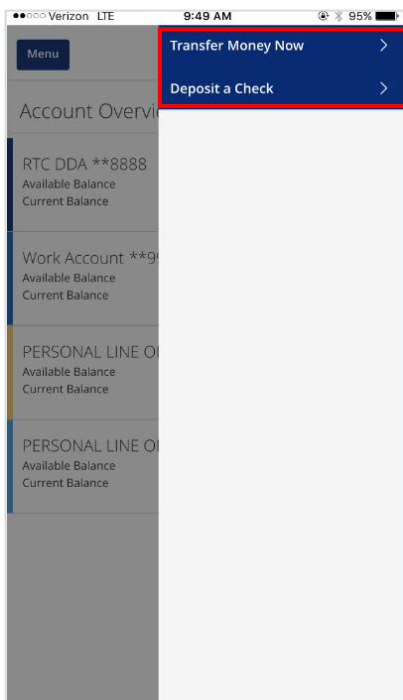 Verizon LTE 9:49 AM 95%
Menu
Transfer Money Now
Deposit a Check
Account Overvi
RTC DDA **8888
Available Balance
Current Balance
Work Account **9
Available Balance
Current Balance
PERSONAL LINE O
Available Balance
Current Balance
PERSONAL LINE O
Available Balance
Current Balance